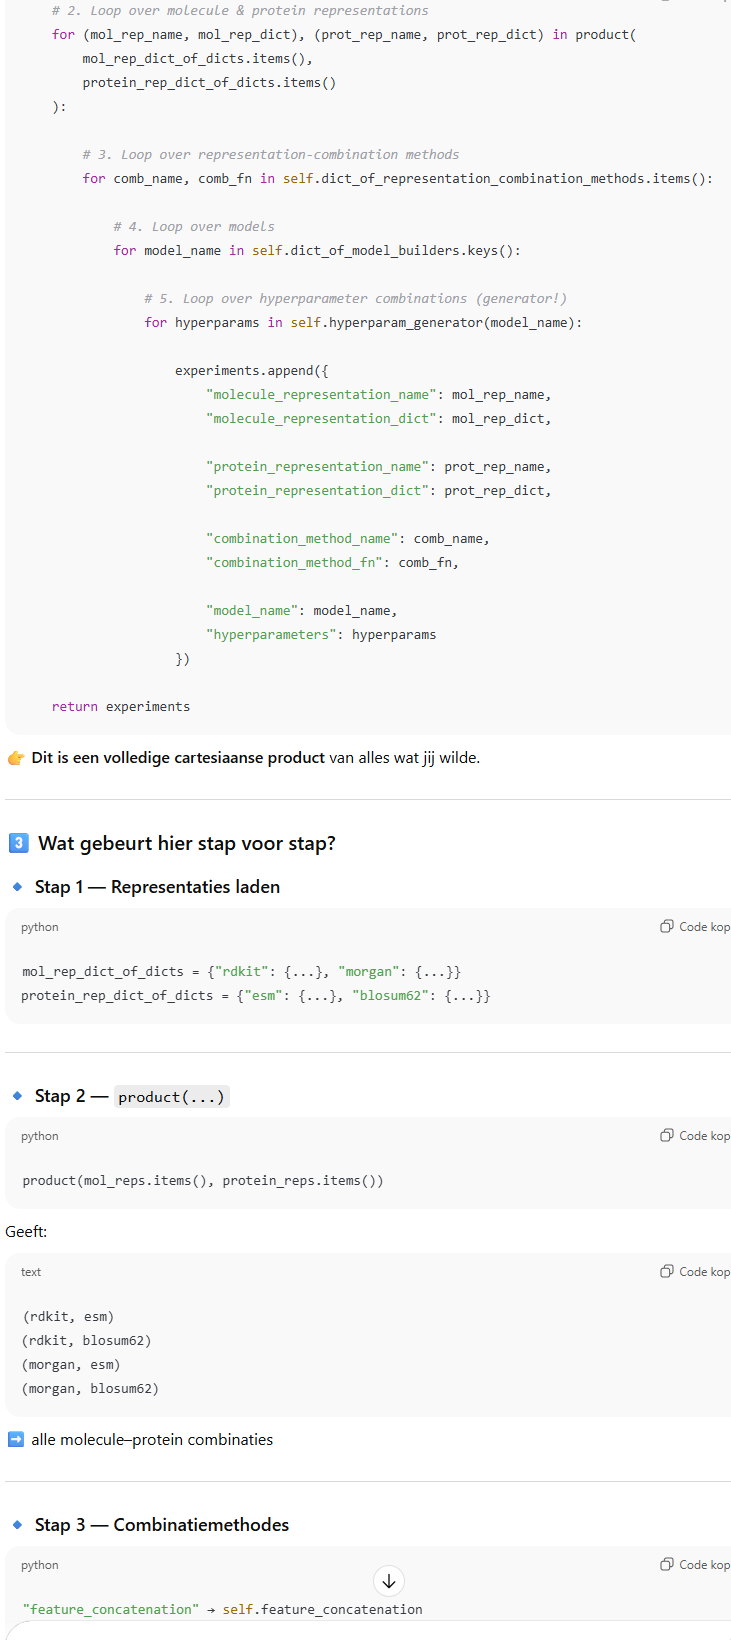 # 2. Loop over molecule & protein representations
for (mol_rep_name, mol_rep_dict), (prot_rep_name, prot_rep_dict) in product(
    mol_rep_dict_of_dicts.items(),
    protein_rep_dict_of_dicts.items()
):
    # 3. Loop over representation-combination methods
    for comb_name, comb_fn in self.dict_of_representation_combination_methods.items():
        # 4. Loop over models
        for model_name in self.dict_of_model_builders.keys():
            # 5. Loop over hyperparameter combinations (generator!)
            for hyperparams in self.hyperparam_generator(model_name):
                experiments.append({
                    "molecule_representation_name": mol_rep_name,
                    "molecule_representation_dict": mol_rep_dict,
                    "protein_representation_name": prot_rep_name,
                    "protein_representation_dict": prot_rep_dict,
                    "combination_method_name": comb_name,
                    "combination_method_fn": comb_fn,
                    "model_name": model_name,
                    "hyperparameters": hyperparams
                })
return experiments
👉 Dit is een volledige cartesiaanse product van alles wat jij wilde.
3️⃣ Wat gebeurt hier stap voor stap?
🔹 Stap 1 — Representaties laden
python Code kop
mol_rep_dict_of_dicts = {"rdkit": {...}, "morgan": {...}}
protein_rep_dict_of_dicts = {"esm": {...}, "blosum62": {...}}
🔹 Stap 2 — product(...)
python Code kop
product(mol_reps.items(), protein_reps.items())
Geeft:
text Code kop
(rdkit, esm)
(rdkit, blosum62)
(morgan, esm)
(morgan, blosum62)
➡️ alle molecule–protein combinaties
🔹 Stap 3 — Combinatiemethodes
python Code kop
"feature_concatenation" → self.feature_concatenation